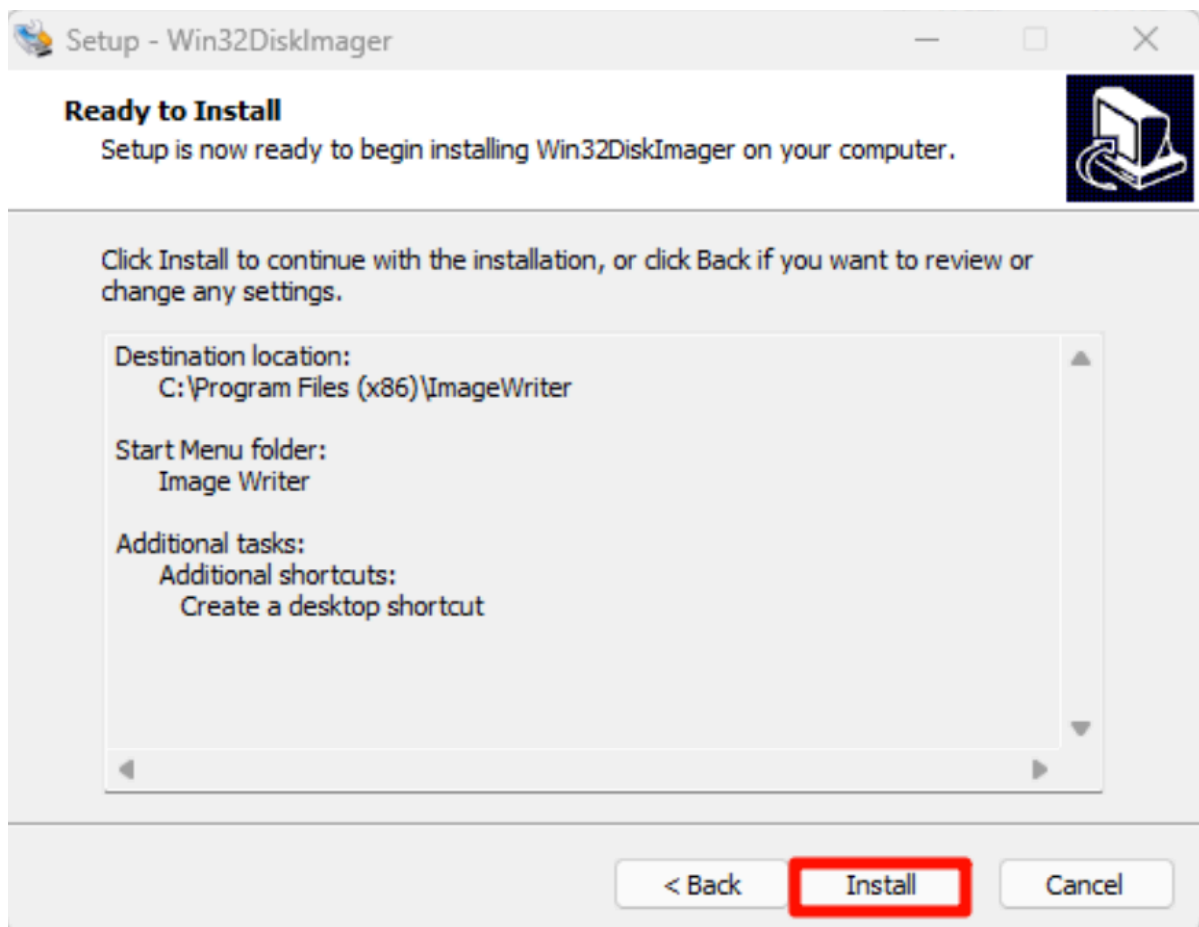 Setup - Win32DiskImager
Ready to Install
Setup is now ready to begin installing Win32DiskImager on your computer.
Click Install to continue with the installation, or click Back if you want to review or
change any settings.
Destination location:
C:\Program Files (x86)\ImageWriter
Start Menu folder:
Image Writer
Additional tasks:
Additional shortcuts:
Create a desktop shortcut
< Back
Install
Cancel